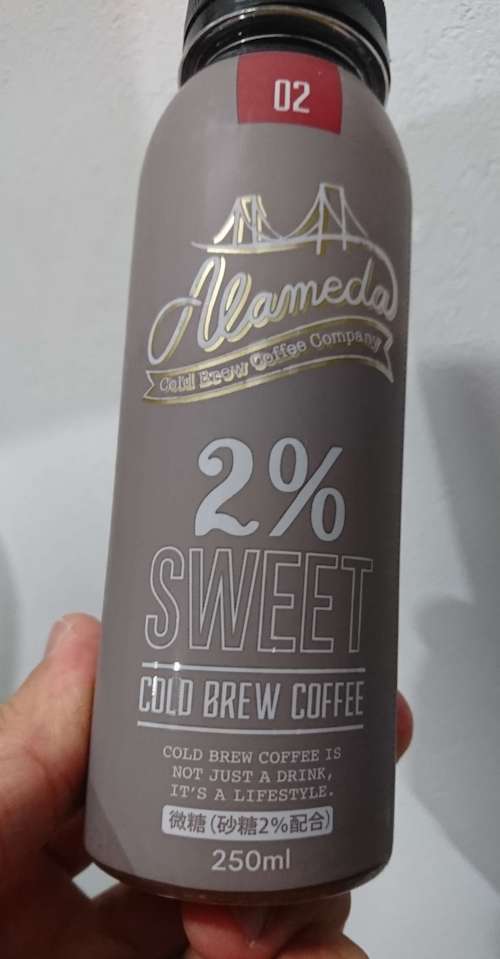 02
Alameda
Cold Brew Coffee Company
2%
SWEET
COLD BREW COFFEE
COLD BREW COFFEE IS
NOT JUST A DRINK,
IT'S A LIFESTYLE.
微糖(砂糖2%配合)
250ml